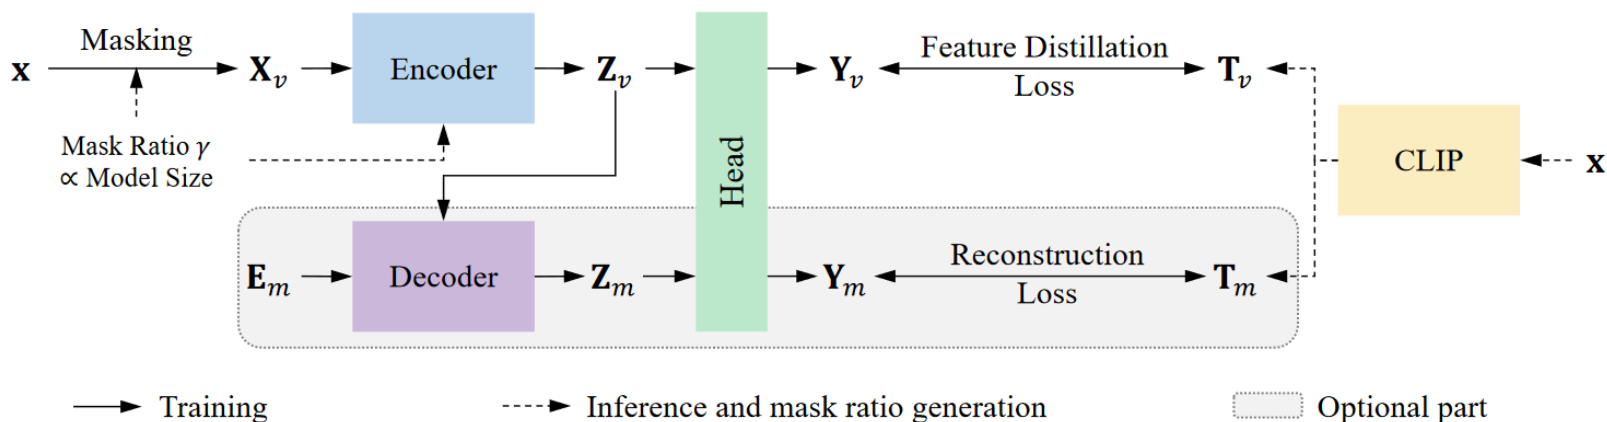 x
Masking
Mask Ratio γ
∝ Model Size
X_v
Encoder
Z_v
Head
Y_v
Feature Distillation
Loss
T_v
CLIP
x
E_m
Decoder
Z_m
Y_m
Reconstruction
Loss
T_m
Training
Inference and mask ratio generation
Optional part